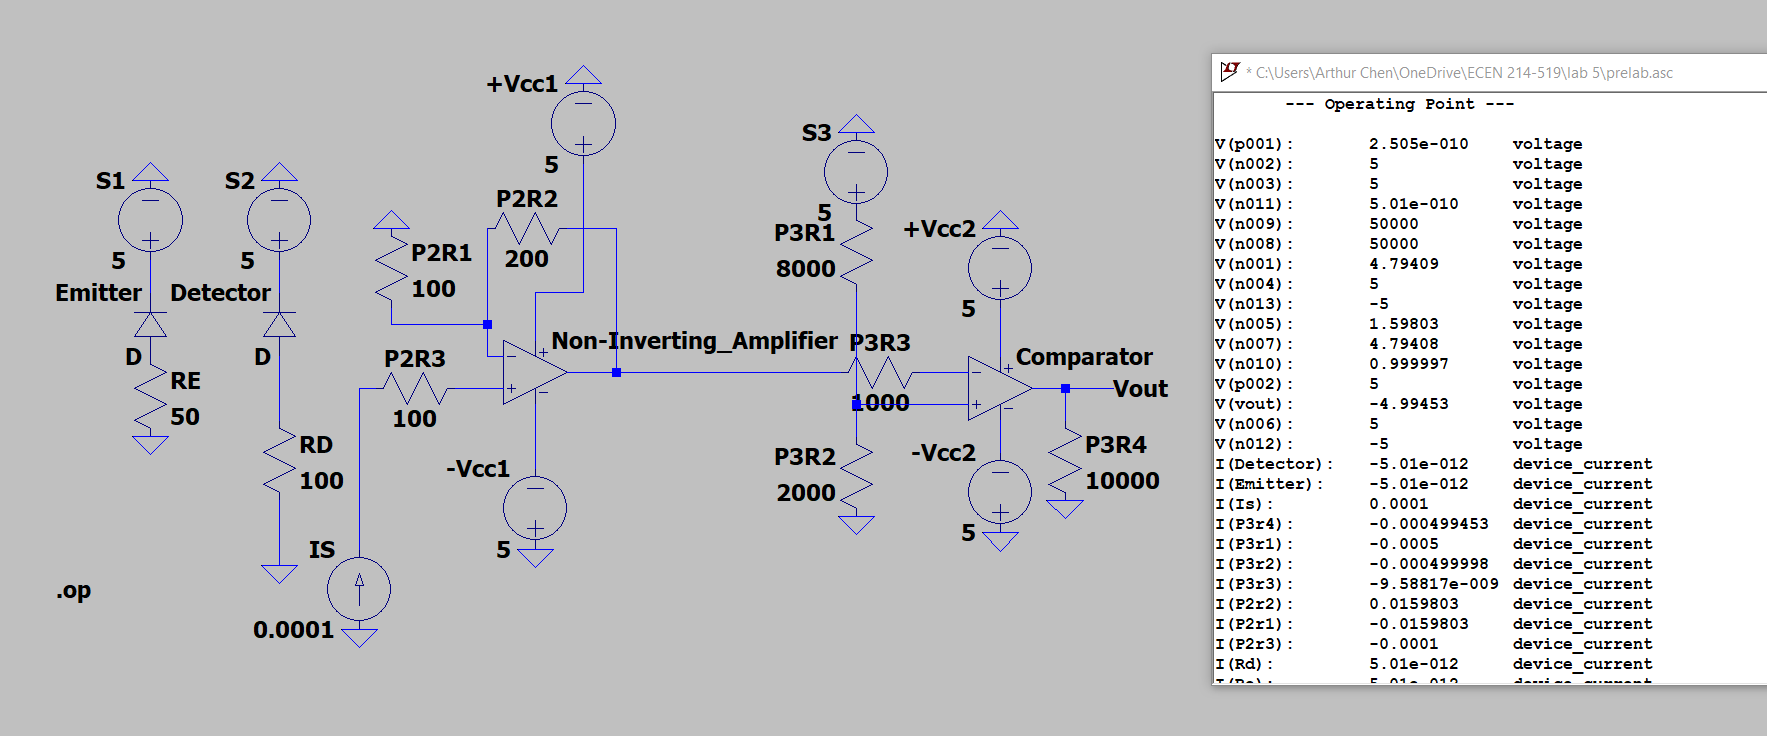 +Vcc1
5
S1
5
S2
5
Emitter
Detector
D
D
RE
50
RD
100
P2R1
100
P2R2
200
P2R3
100
Non-Inverting_Amplifier
-Vcc1
5
IS
0.0001
.op
S3
5
P3R1
8000
P3R3
1000
P3R2
2000
+Vcc2
5
Comparator
Vout
-Vcc2
5
P3R4
10000
* C:\Users\Arthur Chen\OneDrive\ECEN 214-519\lab 5\prelab.asc
--- Operating Point ---
V(p001): 2.505e-010 voltage
V(n002): 5 voltage
V(n003): 5 voltage
V(n011): 5.01e-010 voltage
V(n009): 50000 voltage
V(n008): 50000 voltage
V(n001): 4.79409 voltage
V(n004): 5 voltage
V(n013): -5 voltage
V(n005): 1.59803 voltage
V(n007): 4.79408 voltage
V(n010): 0.999997 voltage
V(p002): 5 voltage
V(vout): -4.99453 voltage
V(n006): 5 voltage
V(n012): -5 voltage
I(Detector): -5.01e-012 device_current
I(Emitter): -5.01e-012 device_current
I(Is): 0.0001 device_current
I(P3r4): -0.000499453 device_current
I(P3r1): -0.0005 device_current
I(P3r2): -0.000499998 device_current
I(P3r3): -9.58817e-009 device_current
I(P2r2): 0.0159803 device_current
I(P2r1): -0.0159803 device_current
I(P2r3): -0.0001 device_current
I(Rd): 5.01e-012 device_current